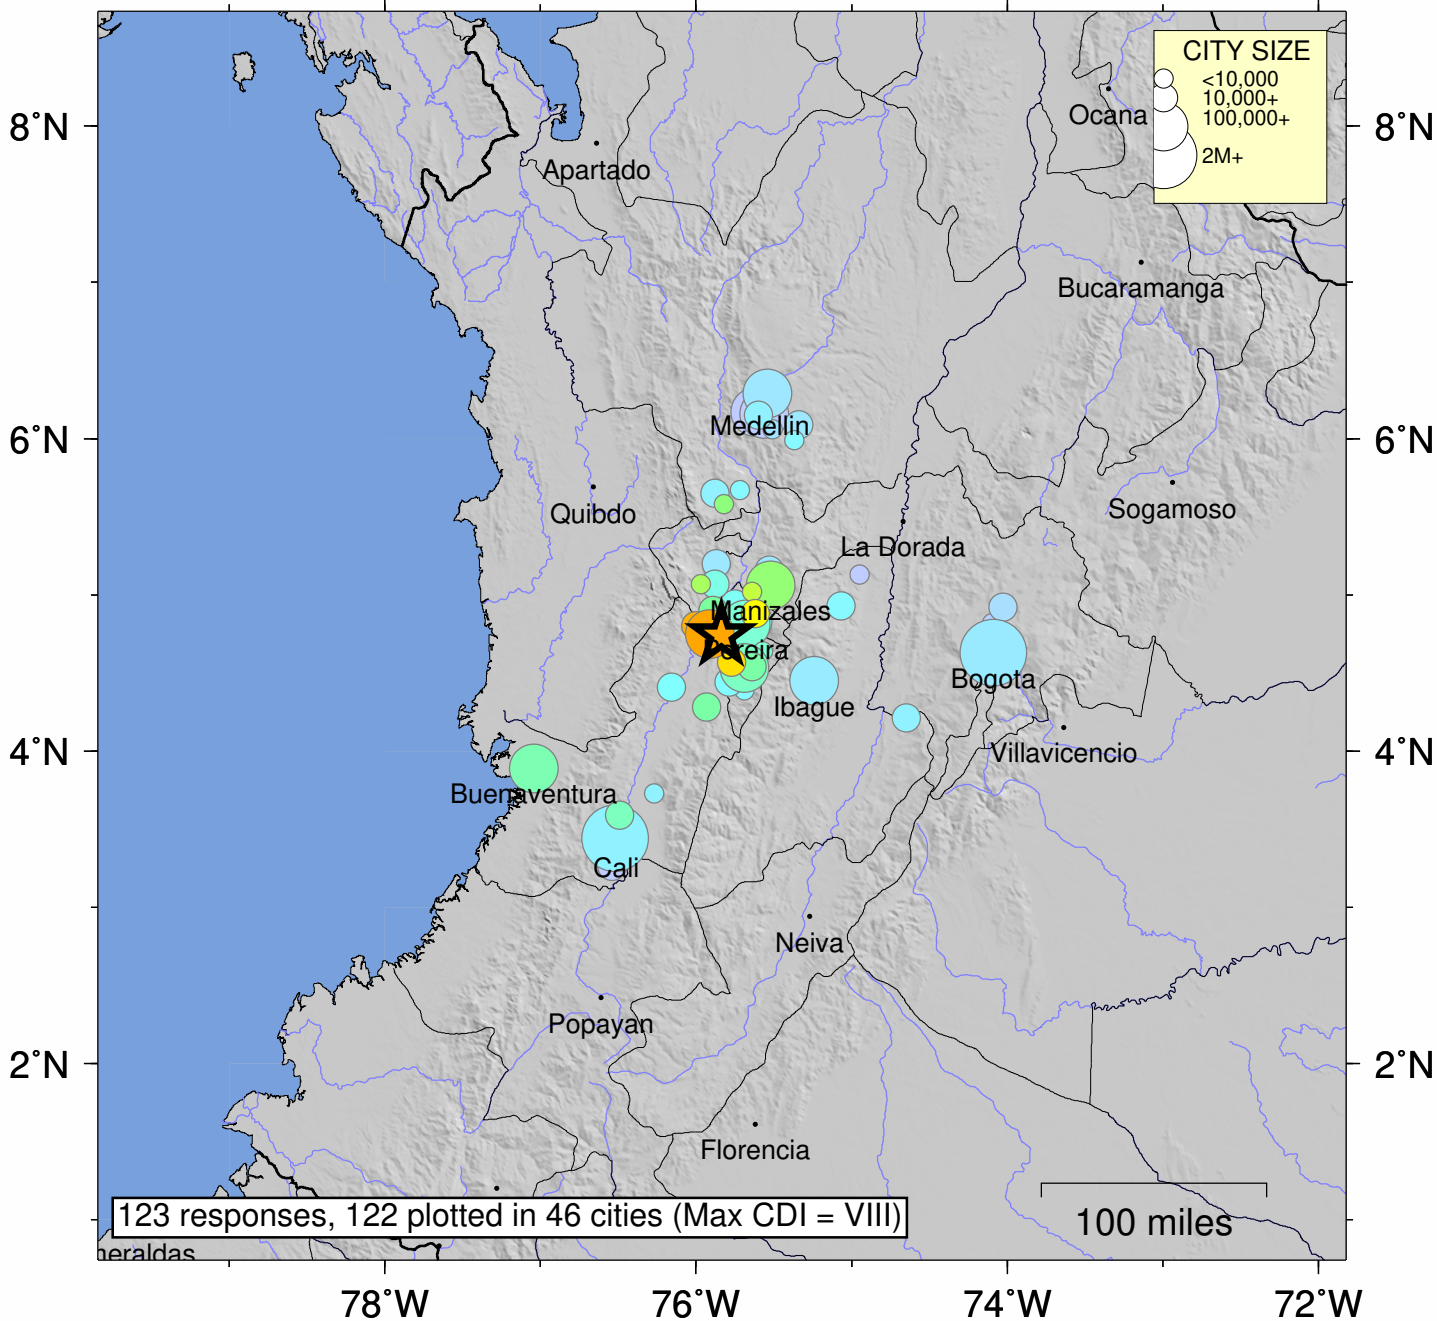 CITY SIZE
<10,000
10,000+
100,000+
2M+
8°N
8°N
Ocana
Apartado
Bucaramanga
6°N
6°N
Medellin
Quibdo
Sogamoso
La Dorada
Manizales
Pereira
Bogota
Ibague
4°N
4°N
Villavicencio
Buenaventura
Cali
Neiva
Popayan
2°N
2°N
Florencia
123 responses, 122 plotted in 46 cities (Max CDI = VIII)
100 miles
neraldas
78°W
76°W
74°W
72°W